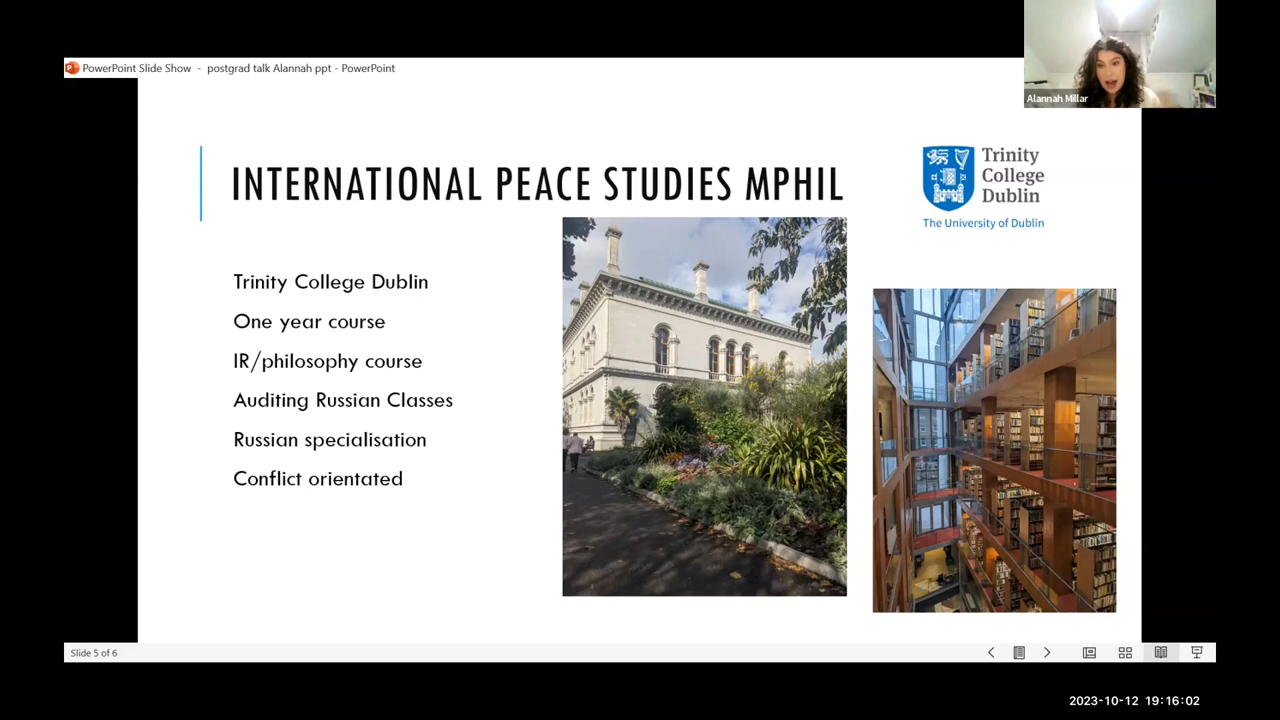 PowerPoint Slide Show - postgrad talk Alannah ppt - PowerPoint
Alannah Millar
INTERNATIONAL PEACE STUDIES MPHIL
Trinity
College
Dublin
The University of Dublin
Trinity College Dublin
One year course
IR/philosophy course
Auditing Russian Classes
Russian specialisation
Conflict orientated
Slide 5 of 6
2023-10-12 19:16:02